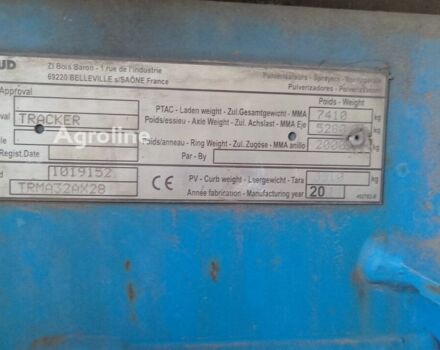 UD
ZI Bois Baron - 1 rue de l'industrie
69220 BELLEVILLE s/SAÔNE France
Pulvérisateurs - Sprayers - Spritzgeräte
Pulverizadores - Pulverizadores
Approval
TRACKER
Regist.Date
1019152
TRMA32AX28
Poids - Weight
PTAC - Laden weight - Zul.Gesamtgewicht - MMA 7410 kg
Poids/essieu - Axle Weight - Zul. Achslast - MMA Eje kg
Poids/anneau - Ring Weight - Zul. Zugöse - MMA anillo kg
Par - By
CE
PV - Curb weight - Leergewicht - Tara kg
Année fabrication - Manufacturing year 20
Agroline